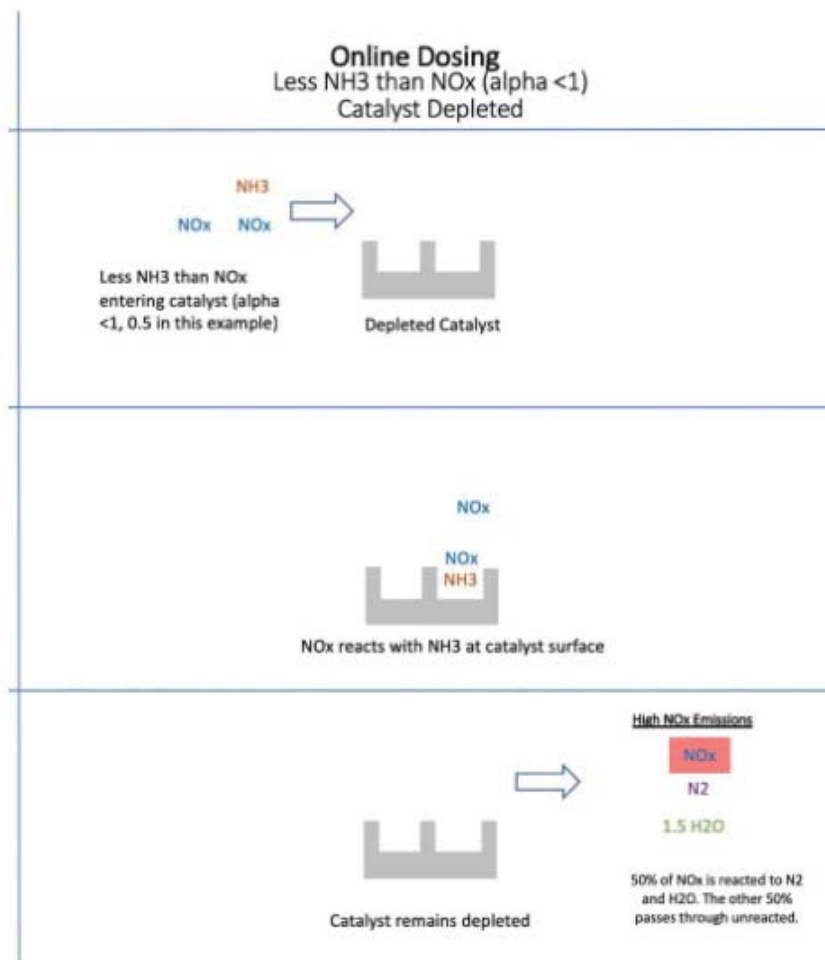 Online Dosing
Less NH3 than NOx (alpha <1)
Catalyst Depleted
NH3
NOx NOx
Less NH3 than NOx
entering catalyst (alpha
<1, 0.5 in this example)
Depleted Catalyst
NOx
NOx
NH3
NOx reacts with NH3 at catalyst surface
High NOx Emissions
NOx
N2
1.5 H2O
Catalyst remains depleted
50% of NOx is reacted to N2
and H2O. The other 50%
passes through unreacted.